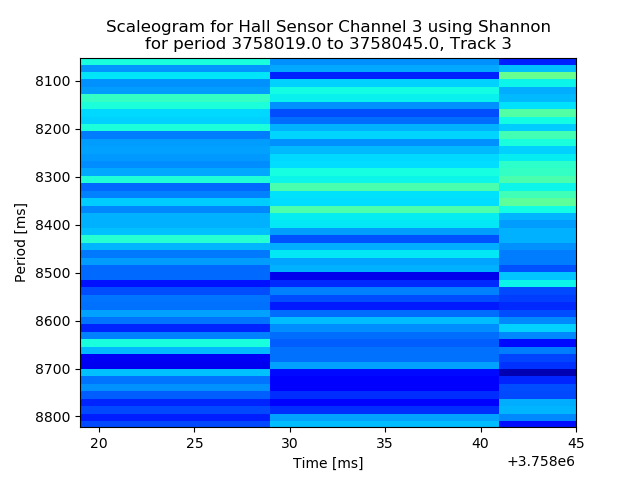 Scaleogram for Hall Sensor Channel 3 using Shannon
for period 3758019.0 to 3758045.0, Track 3
8100
8200
8300
8400
8500
8600
8700
8800
Period [ms]
20 25 30 35 40 45
Time [ms]
+3.758e6